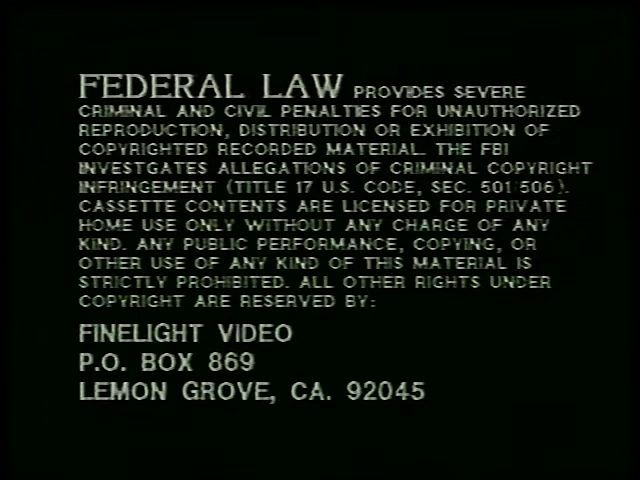 FEDERAL LAW PROVIDES SEVERE
CRIMINAL AND CIVIL PENALTIES FOR UNAUTHORIZED
REPRODUCTION, DISTRIBUTION OR EXHIBITION OF
COPYRIGHTED RECORDED MATERIAL. THE FBI
INVESTGATES ALLEGATIONS OF CRIMINAL COPYRIGHT
INFRINGEMENT (TITLE 17 U.S. CODE, SEC. 501:506).
CASSETTE CONTENTS ARE LICENSED FOR PRIVATE
HOME USE ONLY WITHOUT ANY CHARGE OF ANY
KIND. ANY PUBLIC PERFORMANCE, COPYING, OR
OTHER USE OF ANY KIND OF THIS MATERIAL IS
STRICTLY PROHIBITED. ALL OTHER RIGHTS UNDER
COPYRIGHT ARE RESERVED BY:
FINELIGHT VIDEO
P.O. BOX 869
LEMON GROVE, CA. 92045